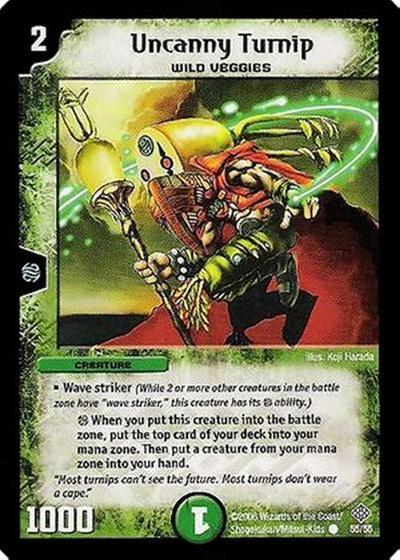 2
Uncanny Turnip
WILD VEGGIES
Illus. Koji Harada
CREATURE
▪ Wave striker (While 2 or more other creatures in the battle
zone have "wave striker," this creature has its ability.)
When you put this creature into the battle
zone, put the top card of your deck into your
mana zone. Then put a creature from your mana
zone into your hand.
"Most turnips can't see the future. Most turnips don't wear
a cape."
1000
1
©2006 Wizards of the Coast/
Shogakukan/Mitsui-Kids
55/55